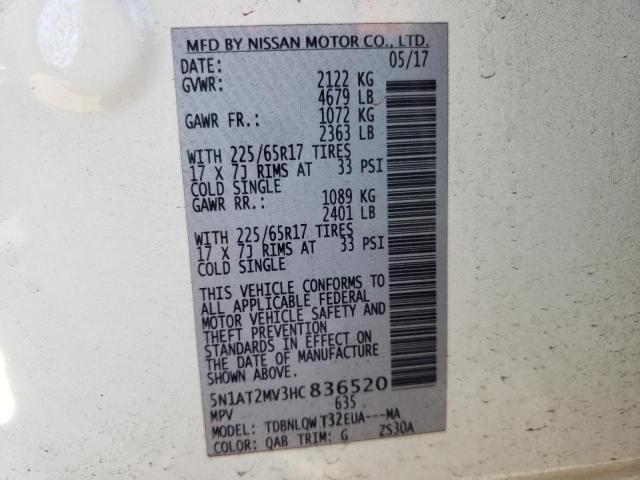 MFD BY NISSAN MOTOR CO., LTD.
DATE: 05/17
GVWR: 2122 KG
4679 LB
GAWR FR.: 1072 KG
2363 LB
WITH 225/65R17 TIRES
17 X 7J RIMS AT 33 PSI
COLD SINGLE
GAWR RR.: 1089 KG
2401 LB
WITH 225/65R17 TIRES
17 X 7J RIMS AT 33 PSI
COLD SINGLE
THIS VEHICLE CONFORMS TO
ALL APPLICABLE FEDERAL
MOTOR VEHICLE SAFETY AND
THEFT PREVENTION
STANDARDS IN EFFECT ON
THE DATE OF MANUFACTURE
SHOWN ABOVE.
5N1AT2MV3HC836520
MPV 635
MODEL: TDBNLQWT32EUA---MA
COLOR: QAB TRIM: G ZS30A